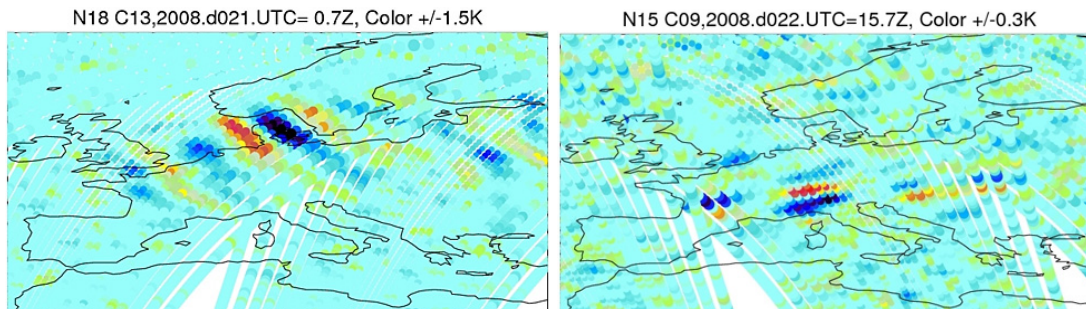 N18 C13,2008.d021.UTC= 0.7Z, Color +/-1.5K
N15 C09,2008.d022.UTC=15.7Z, Color +/-0.3K